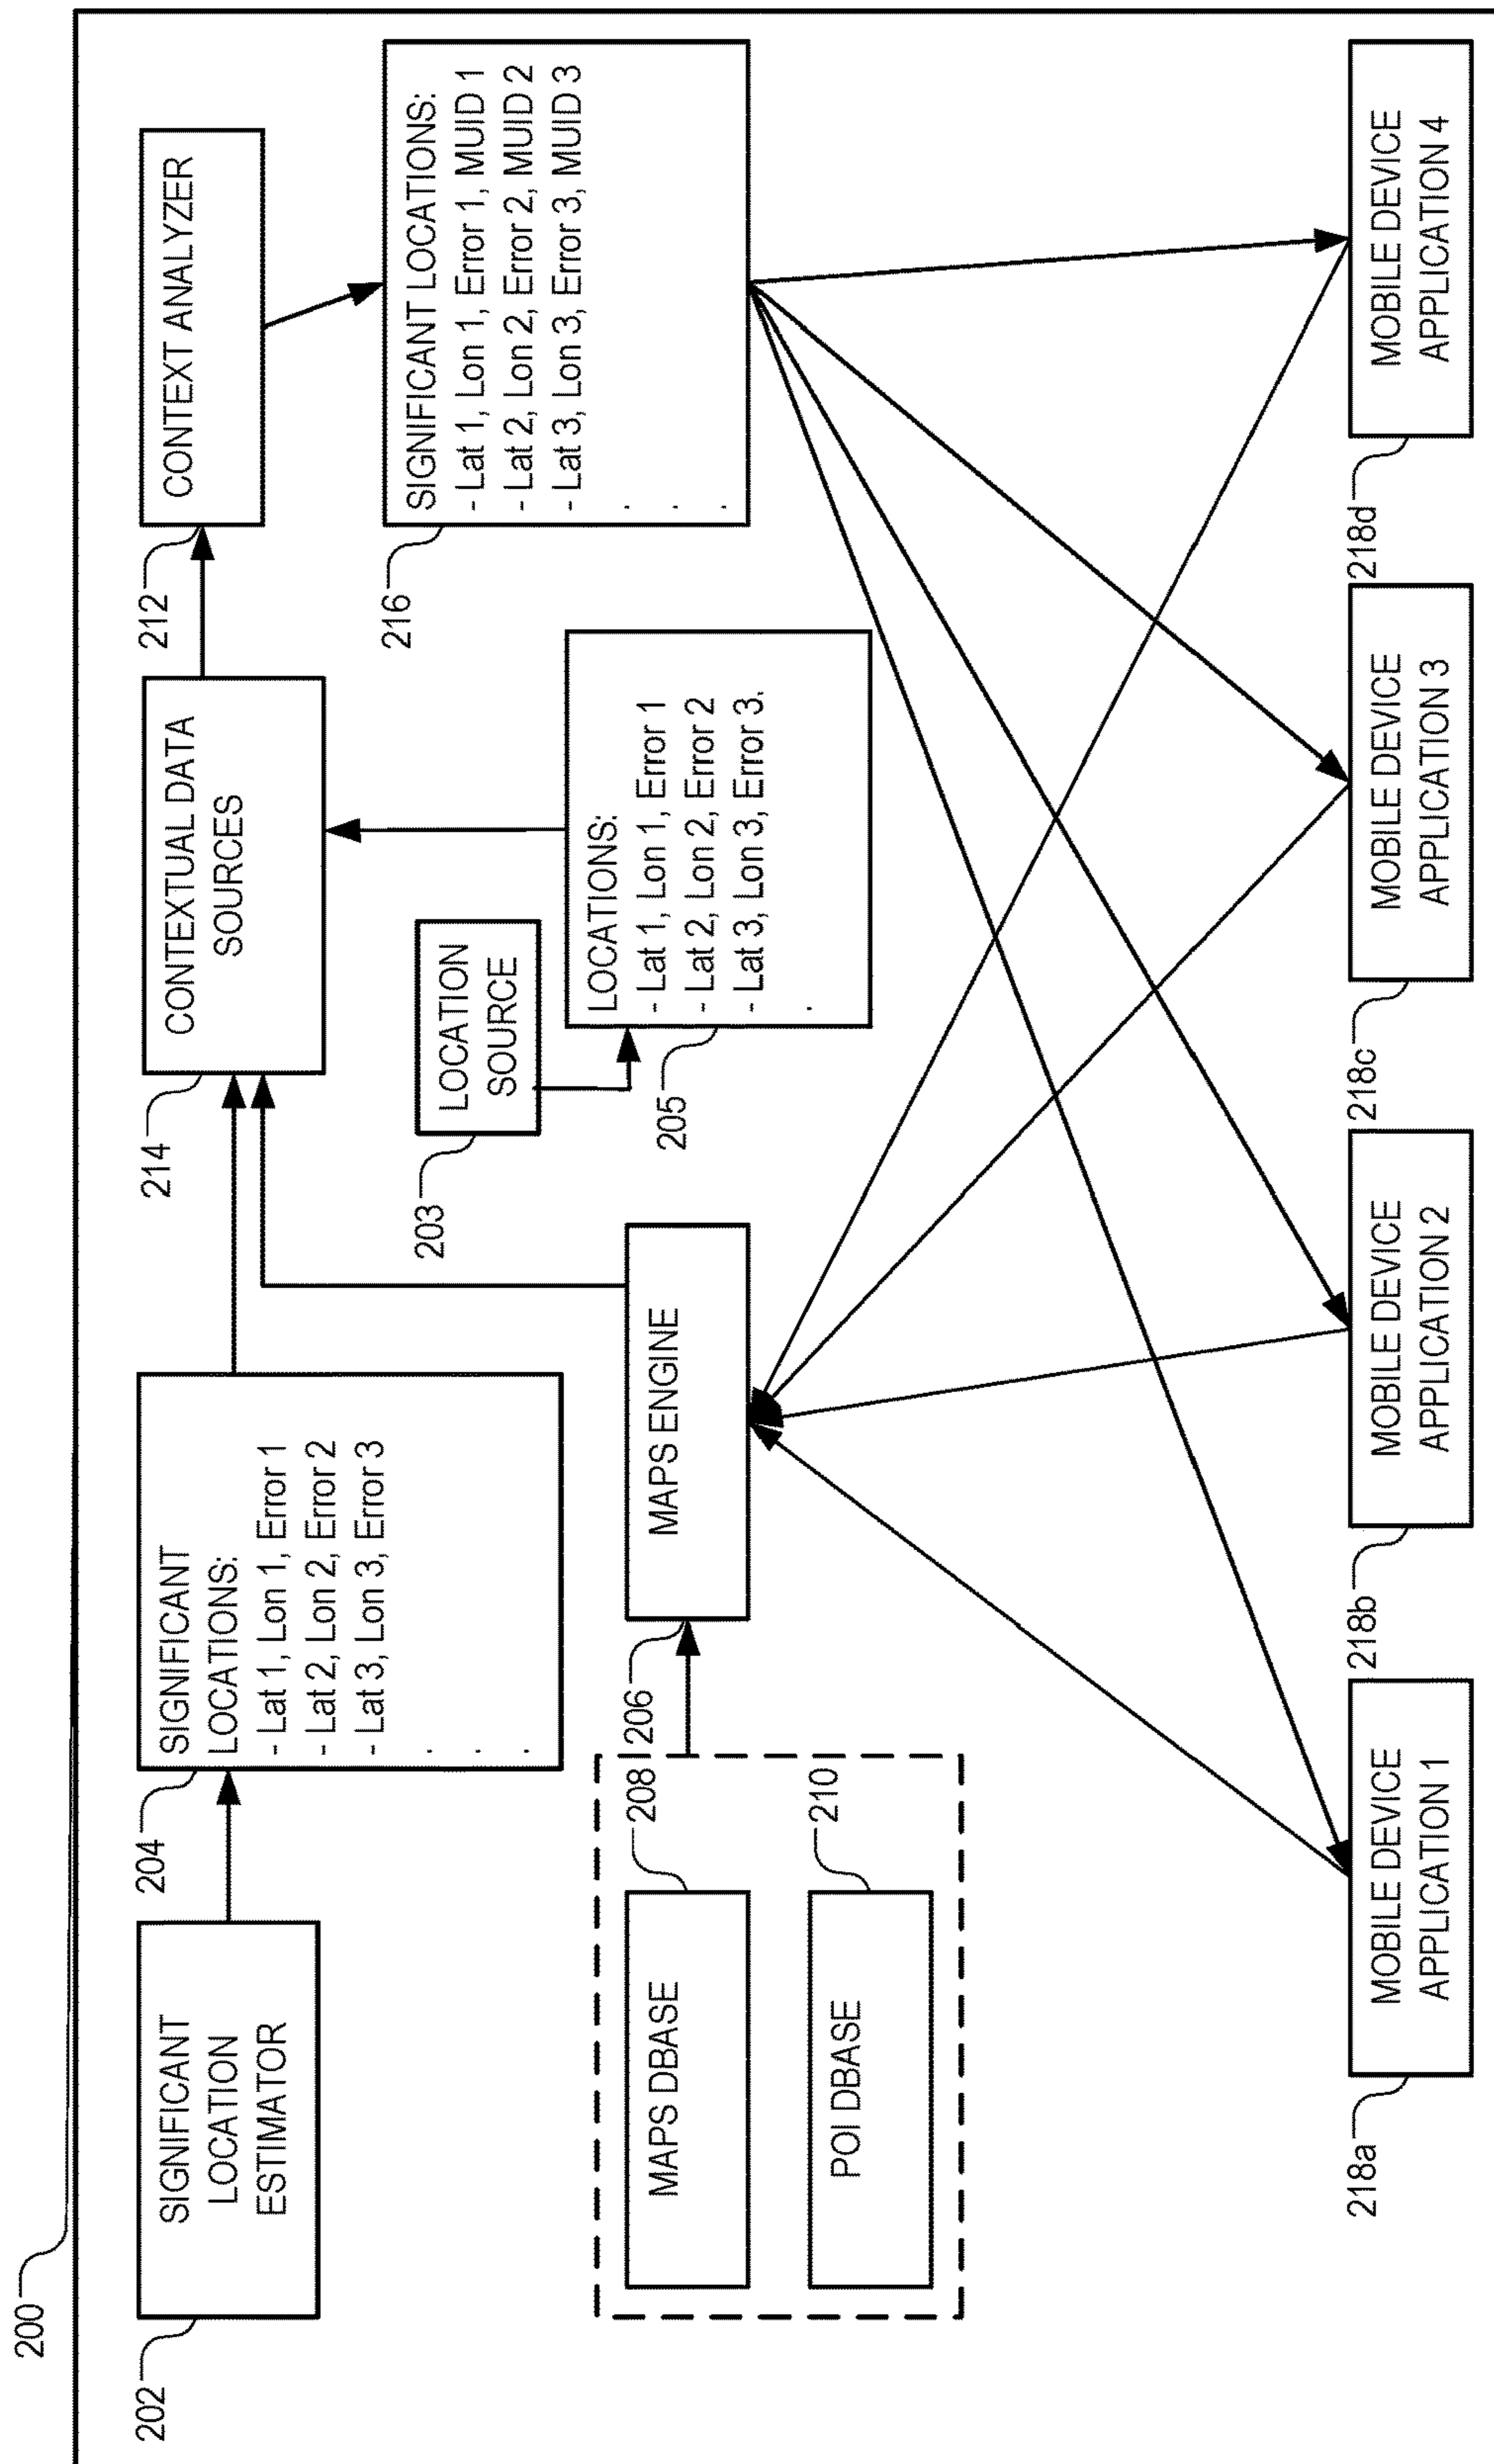 200
202
SIGNIFICANT
LOCATION
ESTIMATOR
204
SIGNIFICANT
LOCATIONS:
- Lat 1, Lon 1, Error 1
- Lat 2, Lon 2, Error 2
- Lat 3, Lon 3, Error 3
.
.
.
214
CONTEXTUAL DATA
SOURCES
212
CONTEXT ANALYZER
203
LOCATION
SOURCE
205
LOCATIONS:
- Lat 1, Lon 1, Error 1
- Lat 2, Lon 2, Error 2
- Lat 3, Lon 3, Error 3.
.
216
SIGNIFICANT LOCATIONS:
- Lat 1, Lon 1, Error 1, MUID 1
- Lat 2, Lon 2, Error 2, MUID 2
- Lat 3, Lon 3, Error 3, MUID 3
.
.
.
208
MAPS DBASE
210
POI DBASE
206
MAPS ENGINE
218a
MOBILE DEVICE
APPLICATION 1
218b
MOBILE DEVICE
APPLICATION 2
218c
MOBILE DEVICE
APPLICATION 3
218d
MOBILE DEVICE
APPLICATION 4